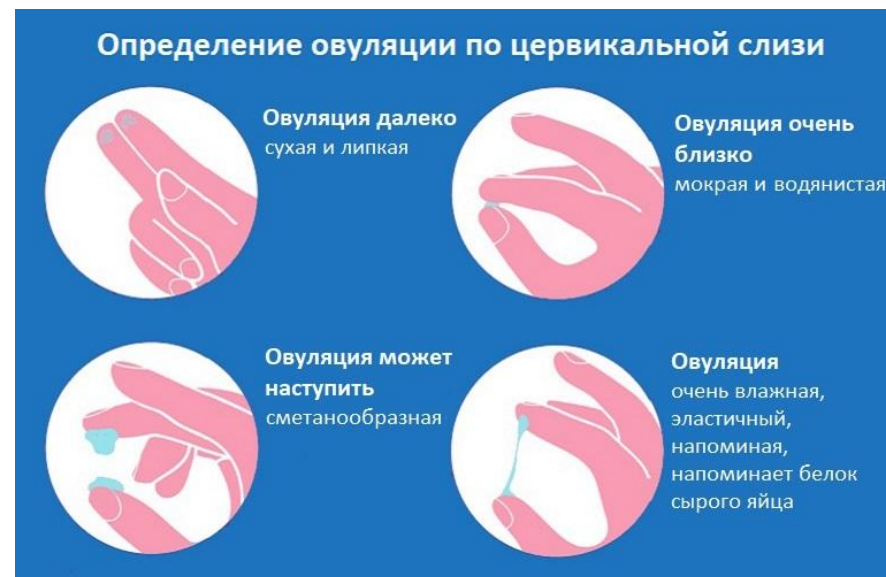 Определение овуляции по цервикальной слизи
Овуляция далеко
сухая и липкая
Овуляция очень
близко
мокрая и водянистая
Овуляция может
наступить
сметанообразная
Овуляция
очень влажная,
эластичный,
напоминая,
напоминает белок
сырого яйца